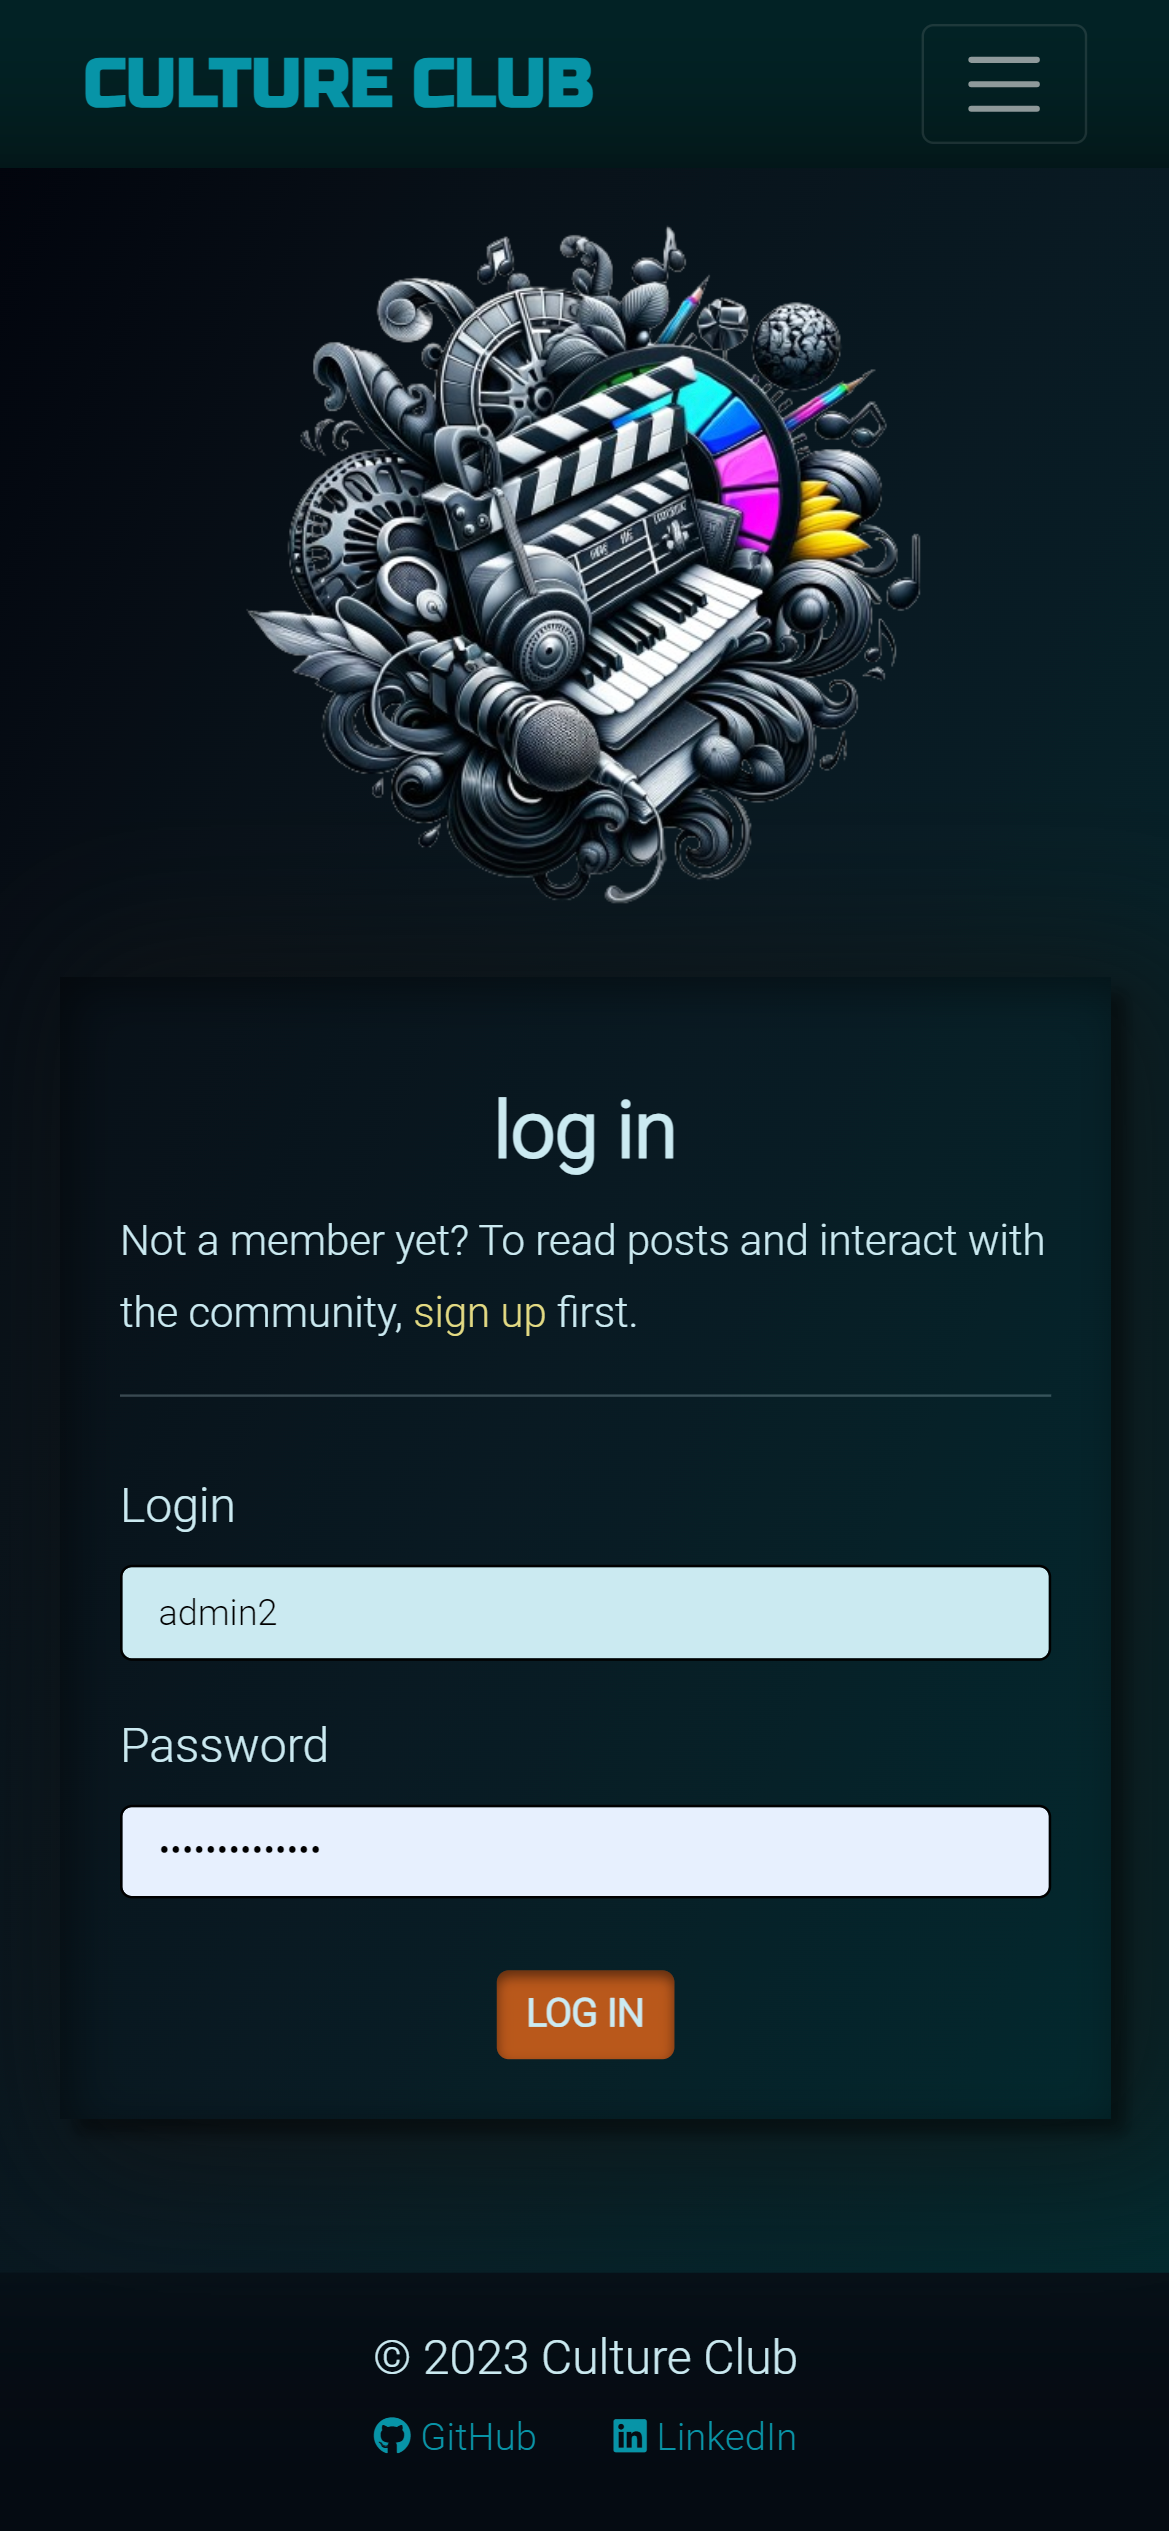 CULTURE CLUB
log in
Not a member yet? To read posts and interact with
the community, sign up first.
Login
admin2
Password
••••••••••••••
LOG IN
© 2023 Culture Club
GitHub LinkedIn